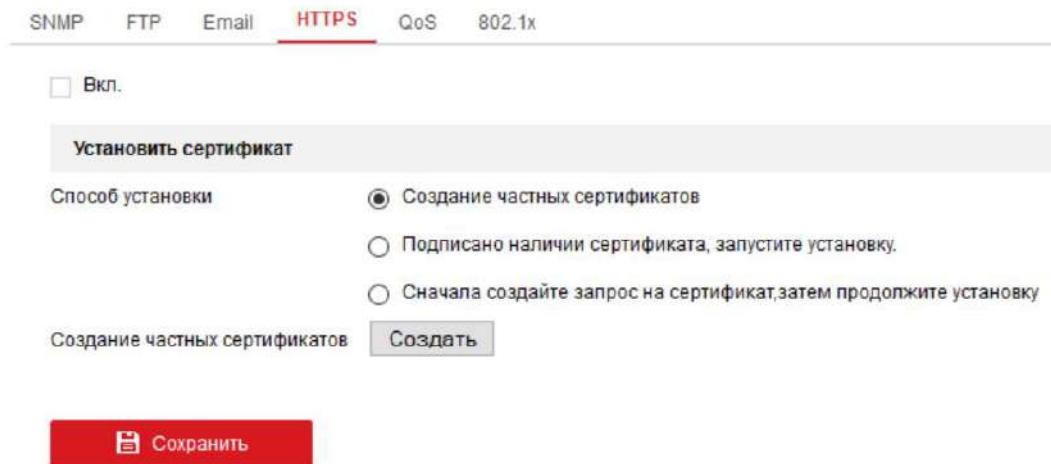 SNMP FTP Email HTTPS QoS 802.1x
Вкл.
Установить сертификат
Способ установки Создание частных сертификатов
Подписано наличии сертификата, запустите установку.
Сначала создайте запрос на сертификат,затем продолжите установку
Создание частных сертификатов Создать
Сохранить